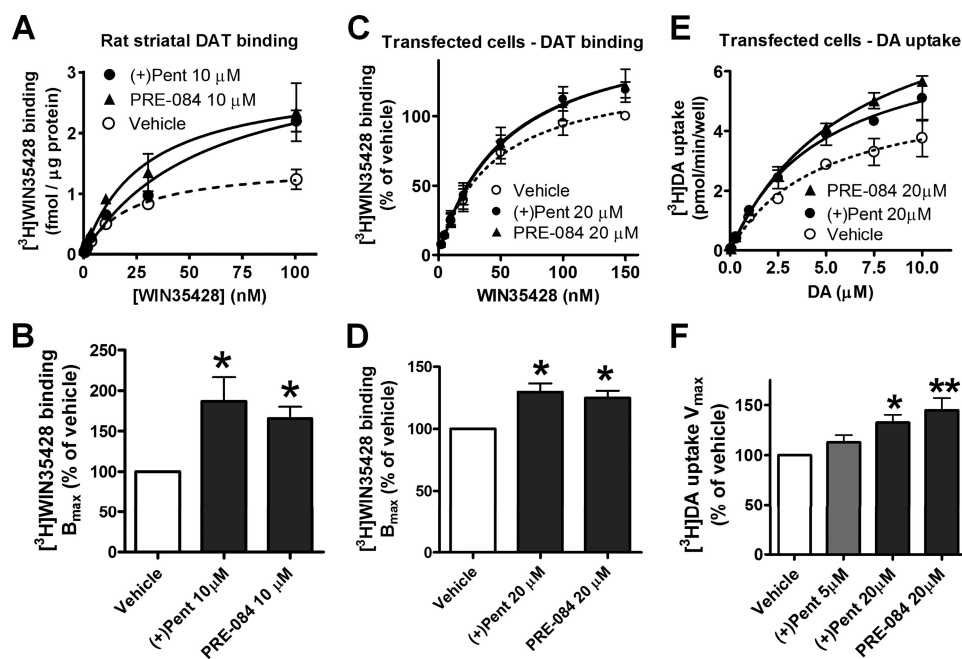 A
Rat striatal DAT binding
[³H]WIN35428 binding
(fmol / μg protein)
3
2
1
0
(+)Pent 10 μM
PRE-084 10 μM
Vehicle
0
25
50
75
100
[WIN35428] (nM)
C
Transfected cells - DAT binding
[³H]WIN35428 binding
(% of vehicle)
100
50
0
Vehicle
(+)Pent 20 μM
PRE-084 20 μM
0
50
100
150
WIN35428 (nM)
E
Transfected cells - DA uptake
[³H]DA uptake
(pmol/min/well)
6
4
2
0
PRE-084 20μM
(+)Pent 20μM
Vehicle
0.0
2.5
5.0
7.5
10.0
DA (μM)
B
[³H]WIN35428 binding
Bmax (% of vehicle)
250
200
150
100
50
0
*
*
Vehicle
(+)Pent 10μM
PRE-084 10 μM
D
[³H]WIN35428 binding
Bmax (% of vehicle)
150
100
50
0
*
*
Vehicle
(+)Pent 20 μM
PRE-084 20 μM
F
[³H]DA uptake Vmax
(% of vehicle)
150
100
50
0
*
**
Vehicle
(+)Pent 5μM
(+)Pent 20μM
PRE-084 20μM